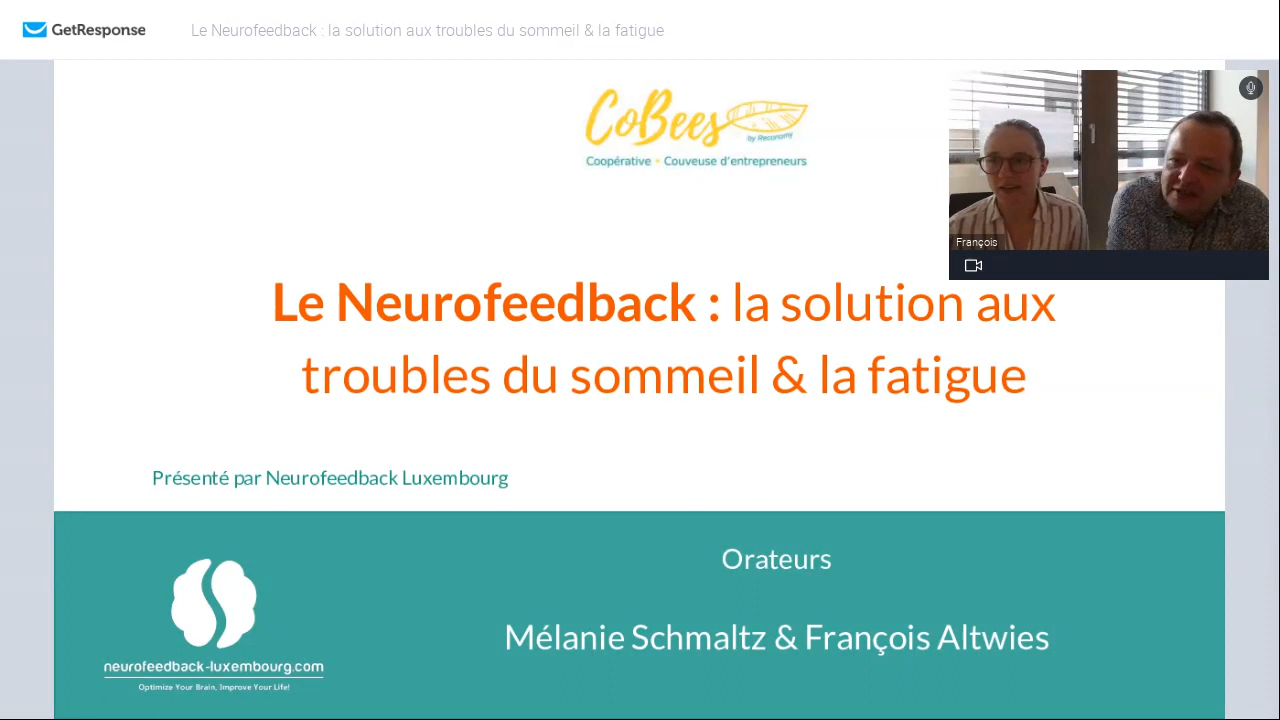 GetResponse
Le Neurofeedback : la solution aux troubles du sommeil & la fatigue
CoBees
by Reconomy
Coopérative • Couveuse d'entrepreneurs
François
Le Neurofeedback : la solution aux
troubles du sommeil & la fatigue
Présenté par Neurofeedback Luxembourg
Orateurs
Mélanie Schmaltz & François Altwies
neurofeedback-luxembourg.com
Optimize Your Brain, Improve Your Life!